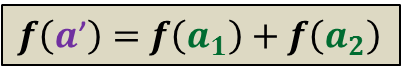 f(a′) = f(a₁) + f(a₂)